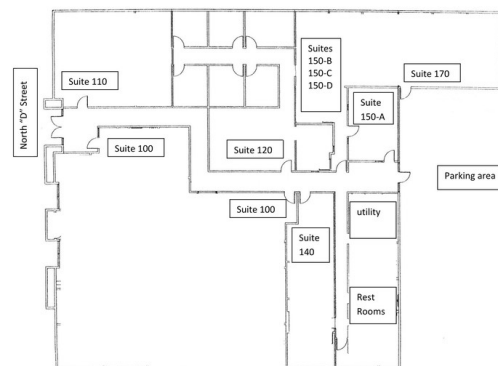 North "D" Street
Suite 110
Suite 100
Suite 120
Suites
150-B
150-C
150-D
Suite
150-A
Suite 170
Parking area
Suite 100
Suite
140
utility
Rest
Rooms